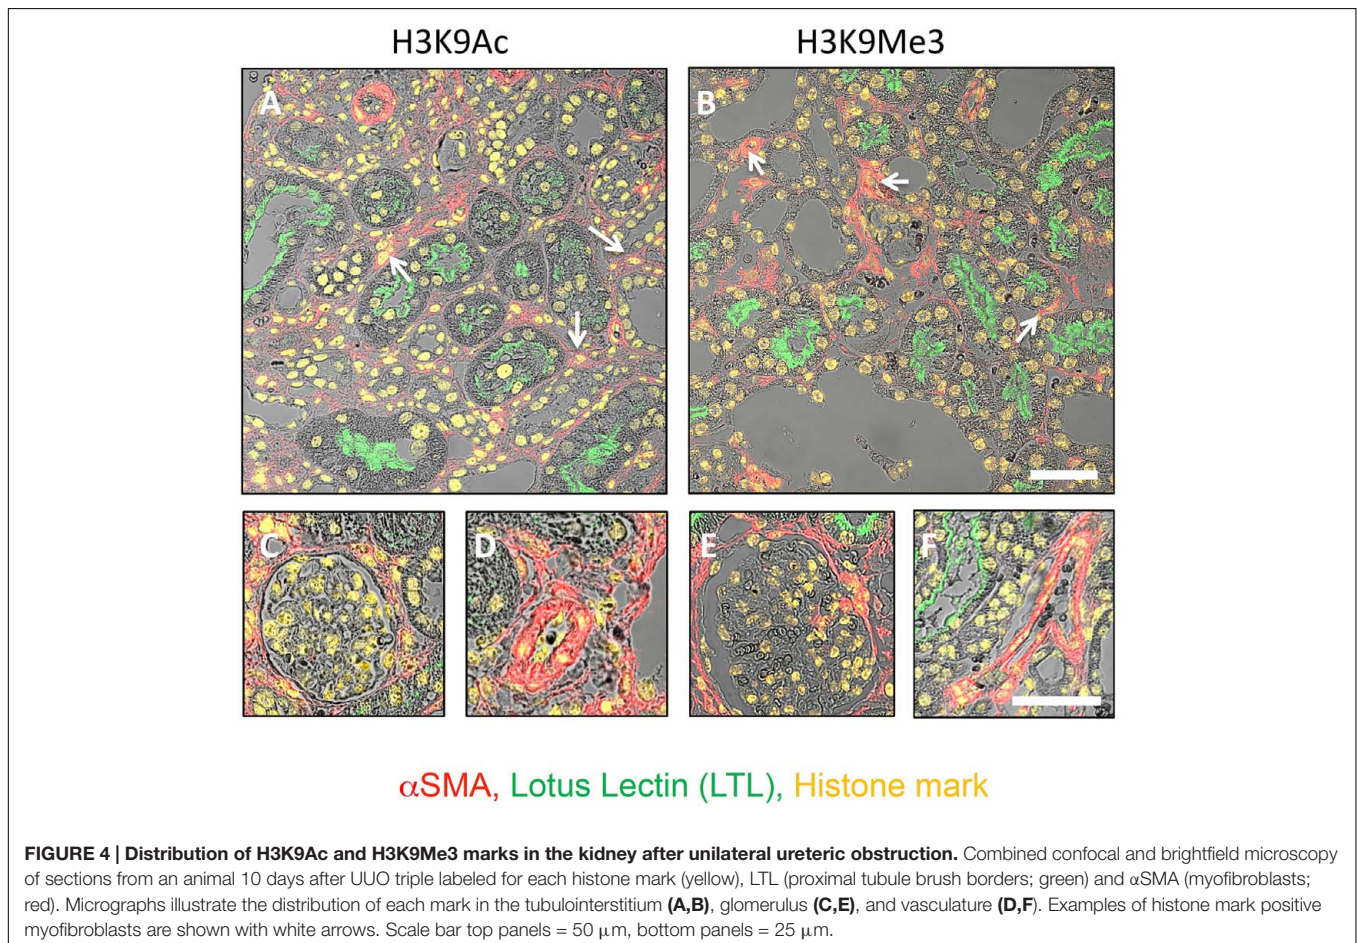 H3K9Ac H3K9Me3
A B
C D E F
αSMA, Lotus Lectin (LTL), Histone mark
FIGURE 4 | Distribution of H3K9Ac and H3K9Me3 marks in the kidney after unilateral ureteric obstruction. Combined confocal and brightfield microscopy
of sections from an animal 10 days after UUO triple labeled for each histone mark (yellow), LTL (proximal tubule brush borders; green) and αSMA (myofibroblasts;
red). Micrographs illustrate the distribution of each mark in the tubulointerstitium (A,B), glomerulus (C,E), and vasculature (D,F). Examples of histone mark positive
myofibroblasts are shown with white arrows. Scale bar top panels = 50 μm, bottom panels = 25 μm.